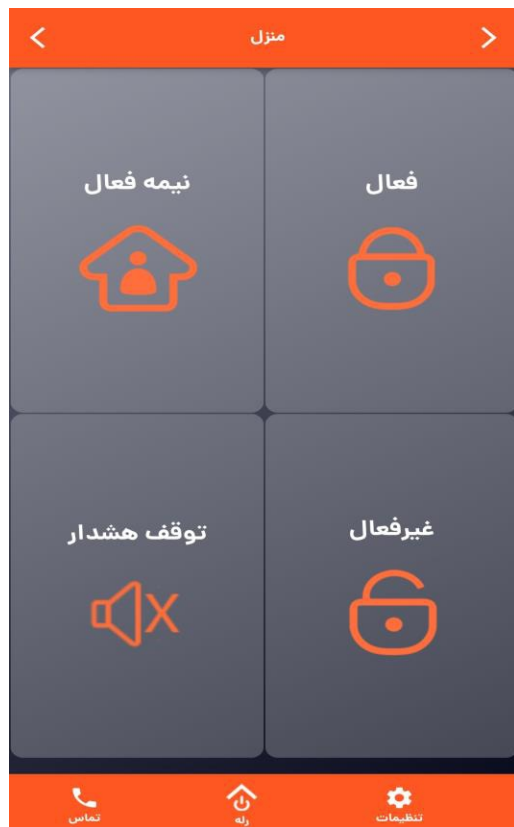 منزل
فعال
نیمه فعال
غیرفعال
توقف هشدار
تنظیمات
رله
تماس